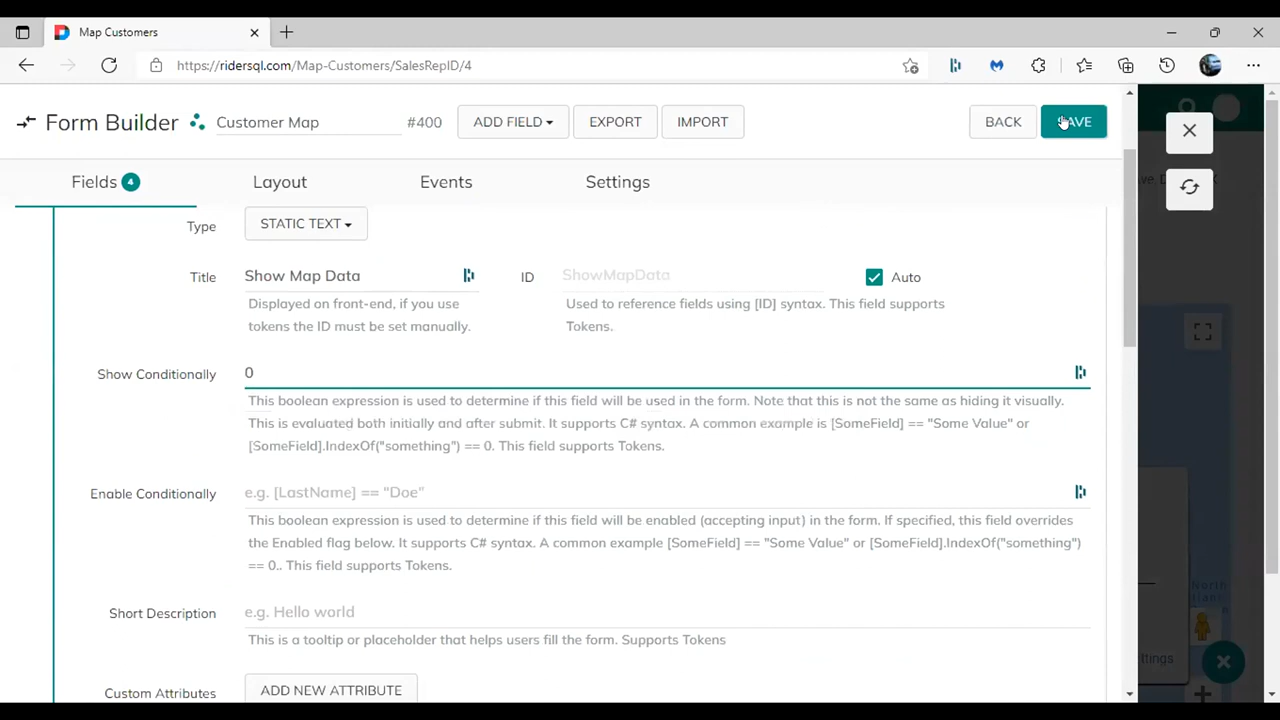 Map Customers
https://ridersql.com/Map-Customers/SalesRepID/4
Form Builder Customer Map #400 ADD FIELD EXPORT IMPORT BACK SAVE
Fields 4 Layout Events Settings
Type STATIC TEXT
Title Show Map Data ID ShowMapData Auto
Displayed on front-end, if you use
tokens the ID must be set manually.
Used to reference fields using [ID] syntax. This field supports
Tokens.
Show Conditionally 0
This boolean expression is used to determine if this field will be used in the form. Note that this is not the same as hiding it visually.
This is evaluated both initially and after submit. It supports C# syntax. A common example is [SomeField] == "Some Value" or
[SomeField].IndexOf("something") == 0. This field supports Tokens.
Enable Conditionally e.g. [LastName] == "Doe"
This boolean expression is used to determine if this field will be enabled (accepting input) in the form. If specified, this field overrides
the Enabled flag below. It supports C# syntax. A common example [SomeField] == "Some Value" or [SomeField].IndexOf("something")
== 0.. This field supports Tokens.
Short Description e.g. Hello world
This is a tooltip or placeholder that helps users fill the form. Supports Tokens
Custom Attributes ADD NEW ATTRIBUTE
North
ttings